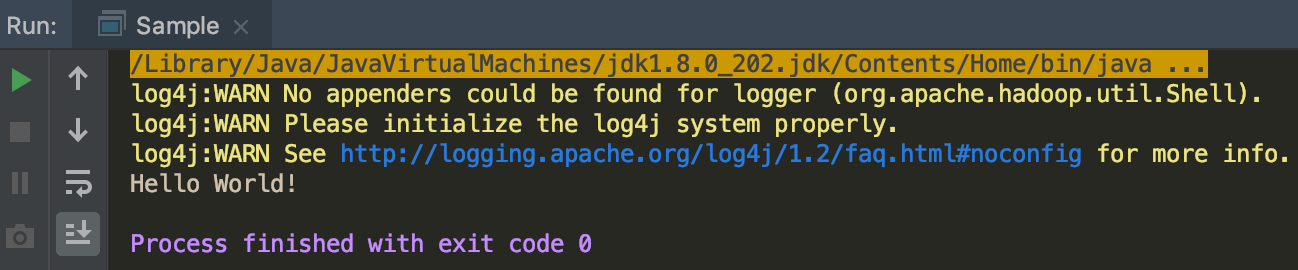 Run: Sample
/Library/Java/JavaVirtualMachines/jdk1.8.0_202.jdk/Contents/Home/bin/java ...
log4j:WARN No appenders could be found for logger (org.apache.hadoop.util.Shell).
log4j:WARN Please initialize the log4j system properly.
log4j:WARN See http://logging.apache.org/log4j/1.2/faq.html#noconfig for more info.
Hello World!
Process finished with exit code 0